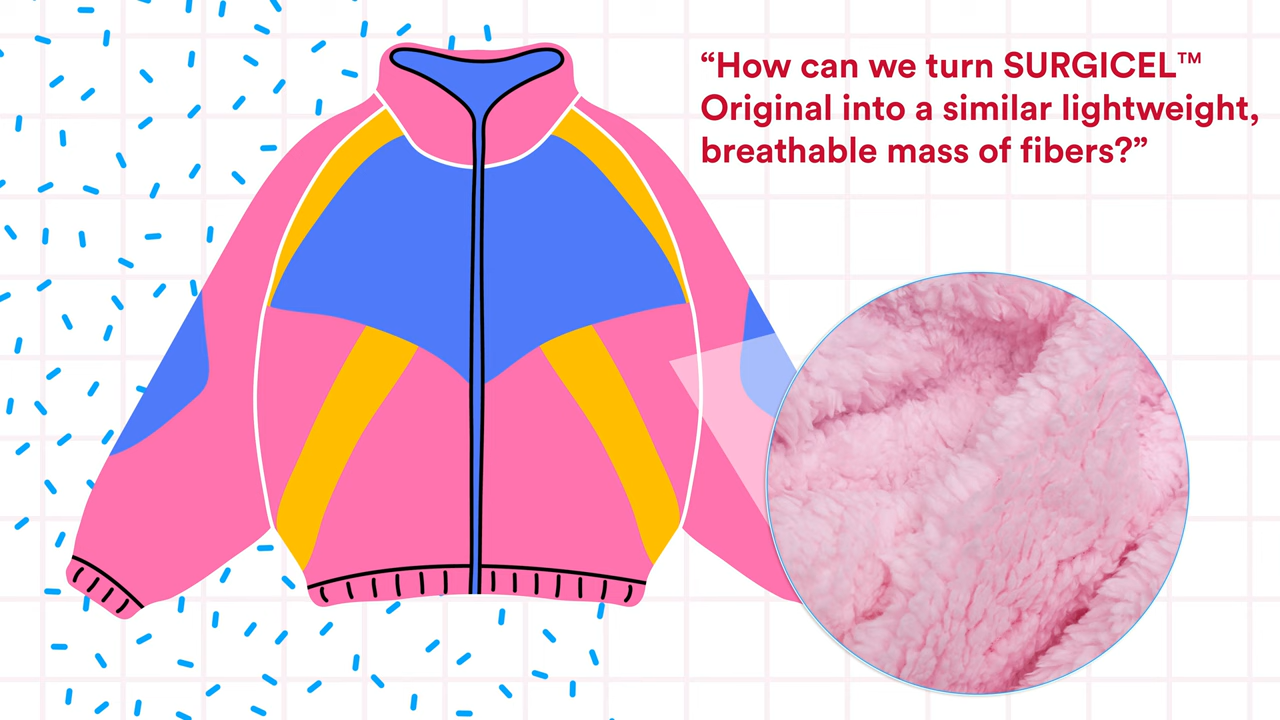 “How can we turn SURGICEL™
Original into a similar lightweight,
breathable mass of fibers?”